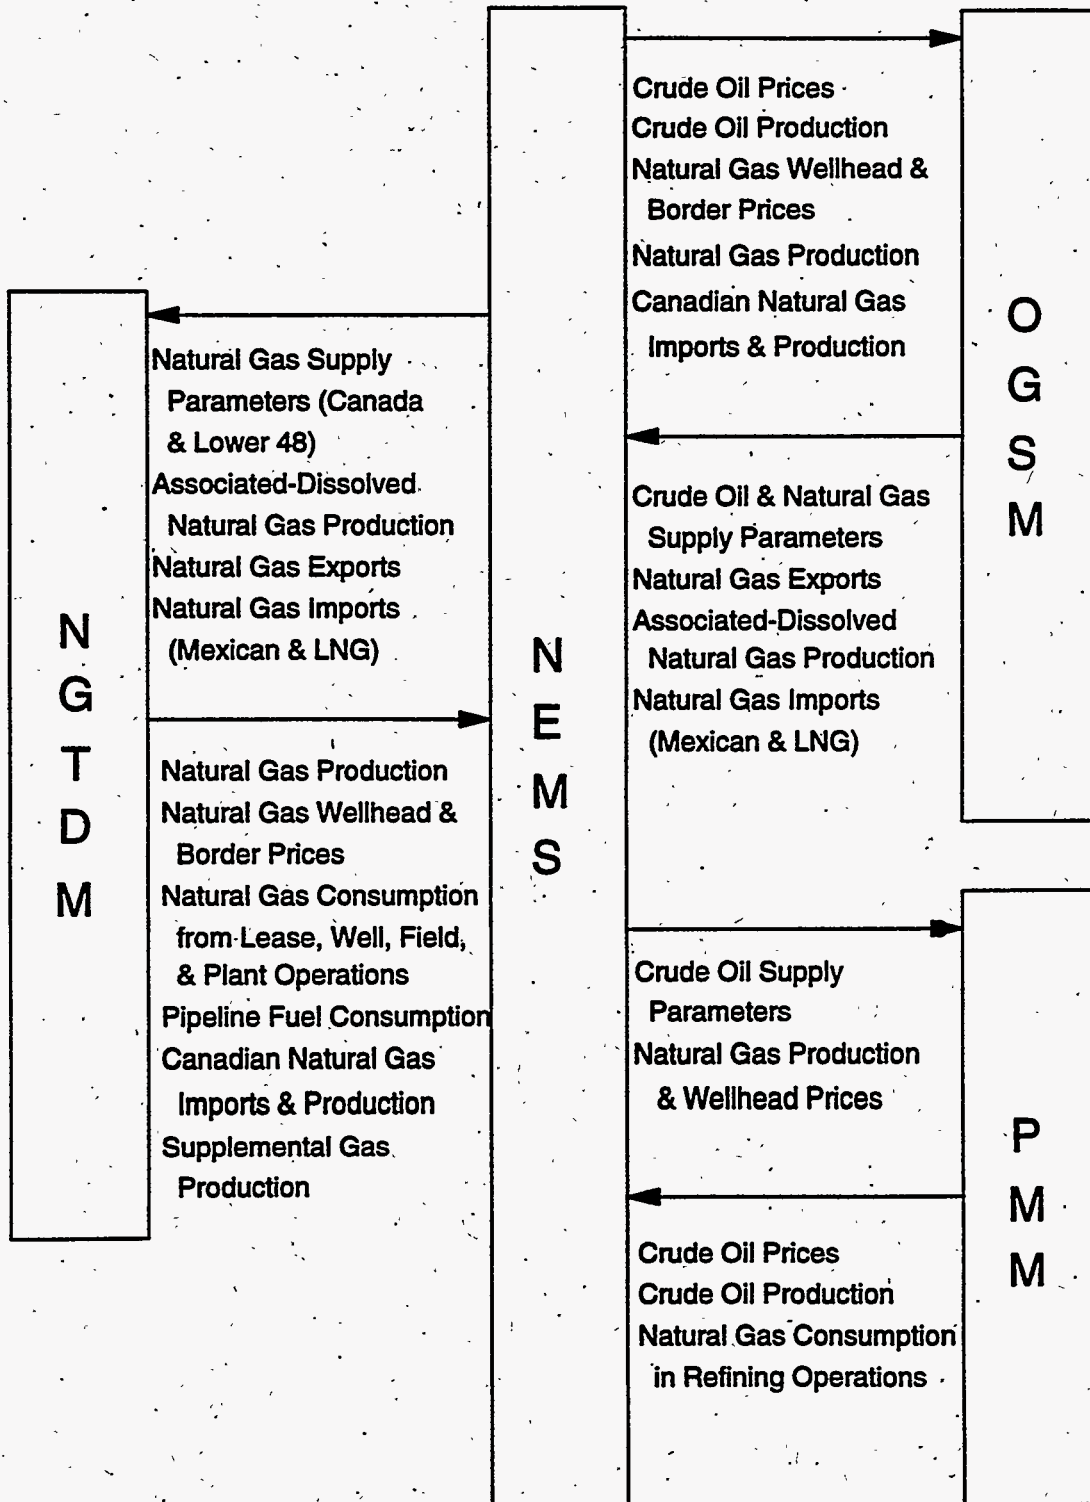 NGTDM
Natural Gas Supply
Parameters (Canada
& Lower 48)
Associated-Dissolved
Natural Gas Production
Natural Gas Exports
Natural Gas Imports
(Mexican & LNG)
Natural Gas Production
Natural Gas Wellhead &
Border Prices
Natural Gas Consumption
from Lease, Well, Field,
& Plant Operations
Pipeline Fuel Consumption
Canadian Natural Gas
Imports & Production
Supplemental Gas
Production
NEMS
Crude Oil Prices
Crude Oil Production
Natural Gas Wellhead &
Border Prices
Natural Gas Production
Canadian Natural Gas
Imports & Production
Crude Oil & Natural Gas
Supply Parameters
Natural Gas Exports
Associated-Dissolved
Natural Gas Production
Natural Gas Imports
(Mexican & LNG)
OGSM
Crude Oil Supply
Parameters
Natural Gas Production
& Wellhead Prices
Crude Oil Prices
Crude Oil Production
Natural Gas Consumption
in Refining Operations
PMM